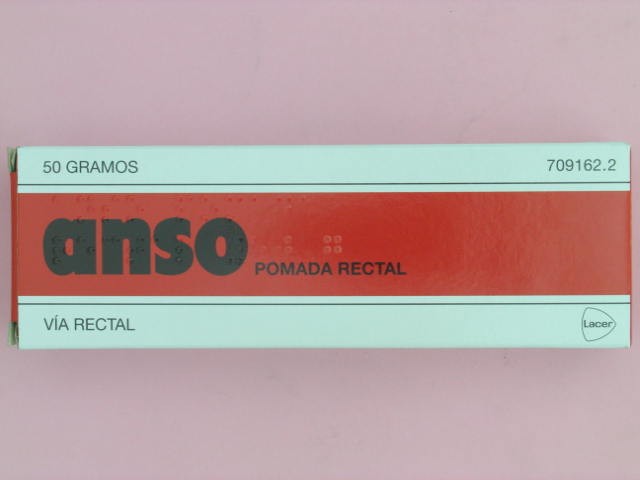 50 GRAMOS 709162.2
anso POMADA RECTAL
VÍA RECTAL Lacer